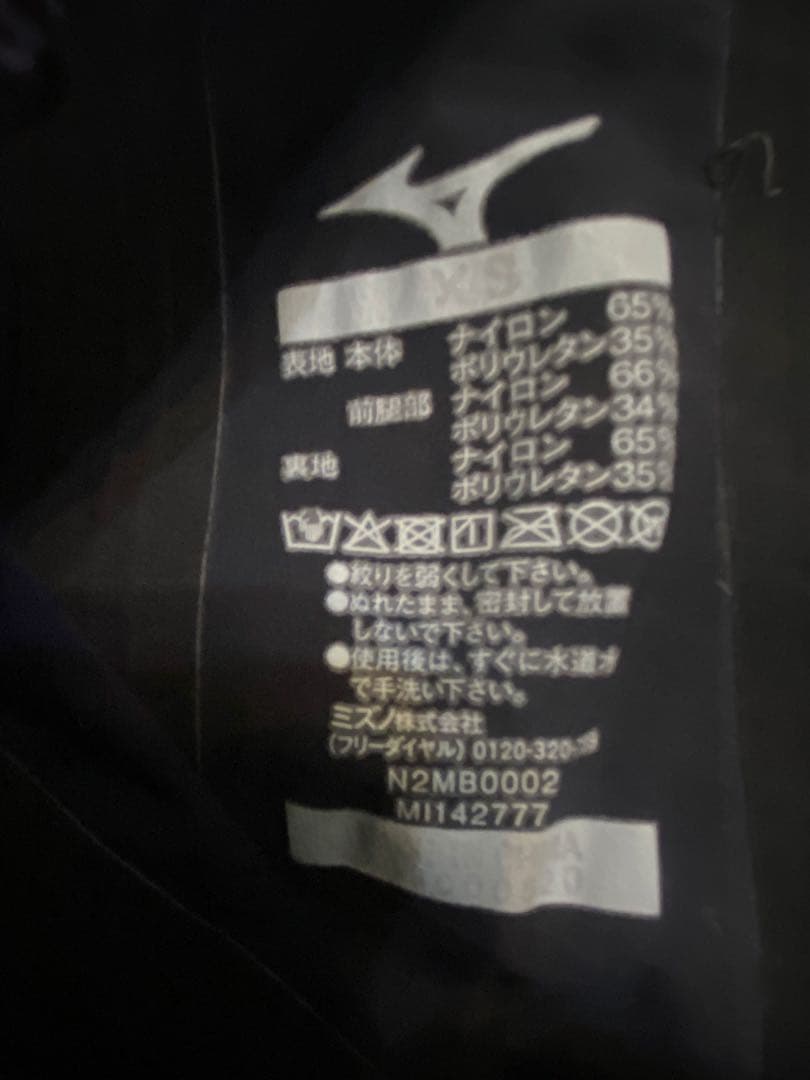 XS
表地 本体 ナイロン 65%
ポリウレタン 35%
前腿部 ナイロン 66%
ポリウレタン 34%
裏地 ナイロン 65%
ポリウレタン 35%
●絞りを弱くして下さい。
●ぬれたまま、密封して放置
しないで下さい。
●使用後は、すぐに水道
で手洗い下さい。
ミズノ株式会社
(フリーダイヤル) 0120-320-
N2MB0002
MI142777